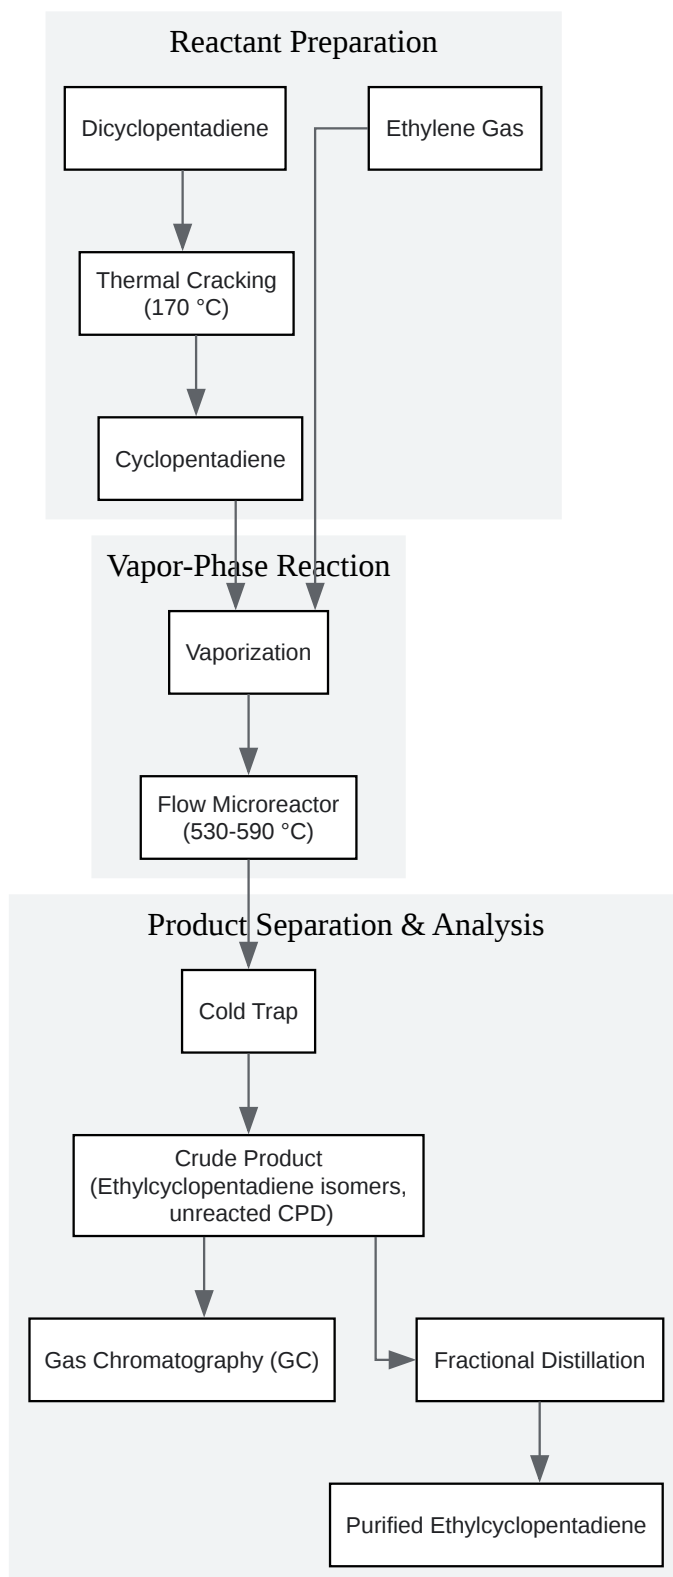 Reactant Preparation
Dicyclopentadiene
Ethylene Gas
Thermal Cracking
(170 °C)
Cyclopentadiene
Vapor-Phase Reaction
Vaporization
Flow Microreactor
(530-590 °C)
Product Separation & Analysis
Cold Trap
Crude Product
(Ethylcyclopentadiene isomers,
unreacted CPD)
Gas Chromatography (GC)
Fractional Distillation
Purified Ethylcyclopentadiene